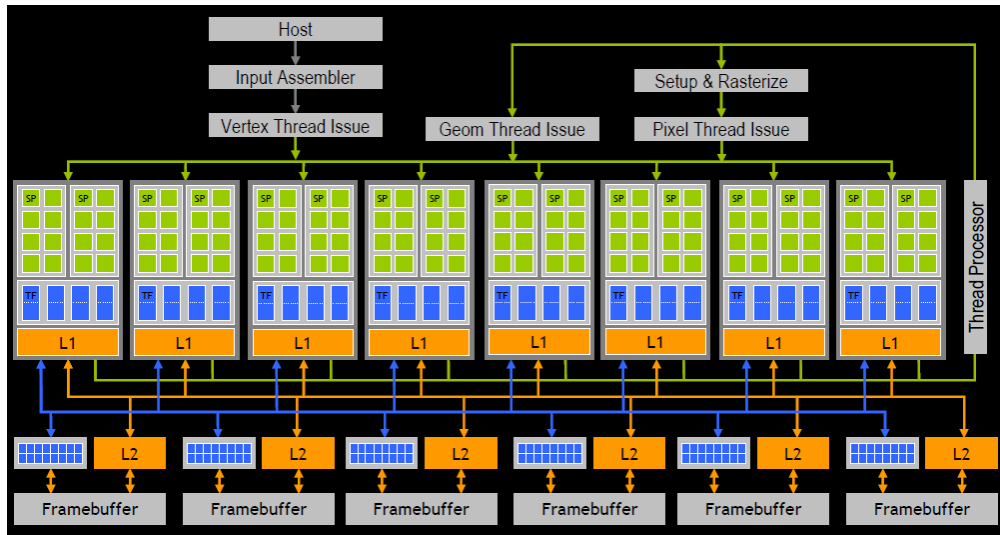 Host
Input Assembler
Setup & Rasterize
Vertex Thread Issue
Geom Thread Issue
Pixel Thread Issue
SP SP SP SP SP SP SP SP SP SP SP SP SP SP SP SP
Thread Processor
TF TF TF TF TF TF TF TF
L1 L1 L1 L1 L1 L1 L1 L1
L2 L2 L2 L2 L2 L2
Framebuffer Framebuffer Framebuffer Framebuffer Framebuffer Framebuffer